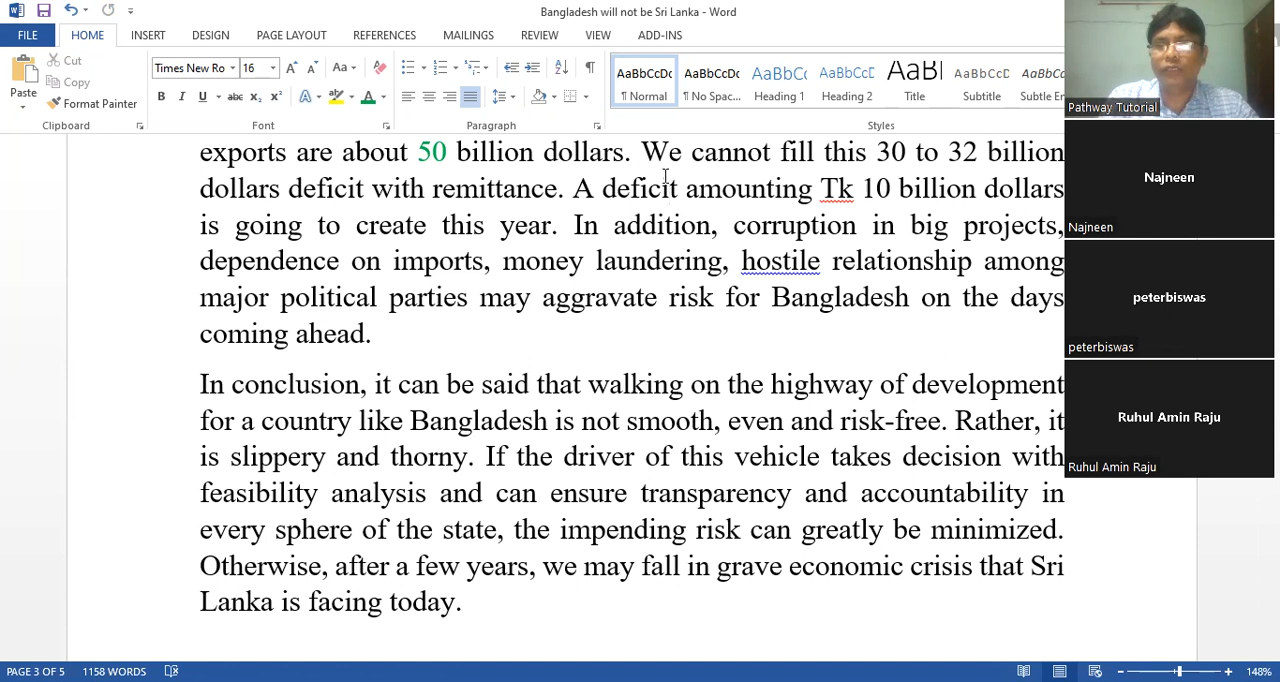 Bangladesh will not be Sri Lanka - Word
FILE HOME INSERT DESIGN PAGE LAYOUT REFERENCES MAILINGS REVIEW VIEW ADD-INS
Cut
Copy
Format Painter
Paste
Clipboard
Times New Ro 16
Font
Paragraph
AaBbCcDc AaBbCcDc AaBbCc AaBbCcD AaBl AaBbCcD AaBbCc
¶ Normal ¶ No Spac... Heading 1 Heading 2 Title Subtitle Subtle En
Styles
exports are about 50 billion dollars. We cannot fill this 30 to 32 billion
dollars deficit with remittance. A deficit amounting Tk 10 billion dollars
is going to create this year. In addition, corruption in big projects,
dependence on imports, money laundering, hostile relationship among
major political parties may aggravate risk for Bangladesh on the days
coming ahead.
In conclusion, it can be said that walking on the highway of development
for a country like Bangladesh is not smooth, even and risk-free. Rather, it
is slippery and thorny. If the driver of this vehicle takes decision with
feasibility analysis and can ensure transparency and accountability in
every sphere of the state, the impending risk can greatly be minimized.
Otherwise, after a few years, we may fall in grave economic crisis that Sri
Lanka is facing today.
Pathway Tutorial
Najneen
Najneen
peterbiswas
peterbiswas
Ruhul Amin Raju
Ruhul Amin Raju
PAGE 3 OF 5 1158 WORDS
148%